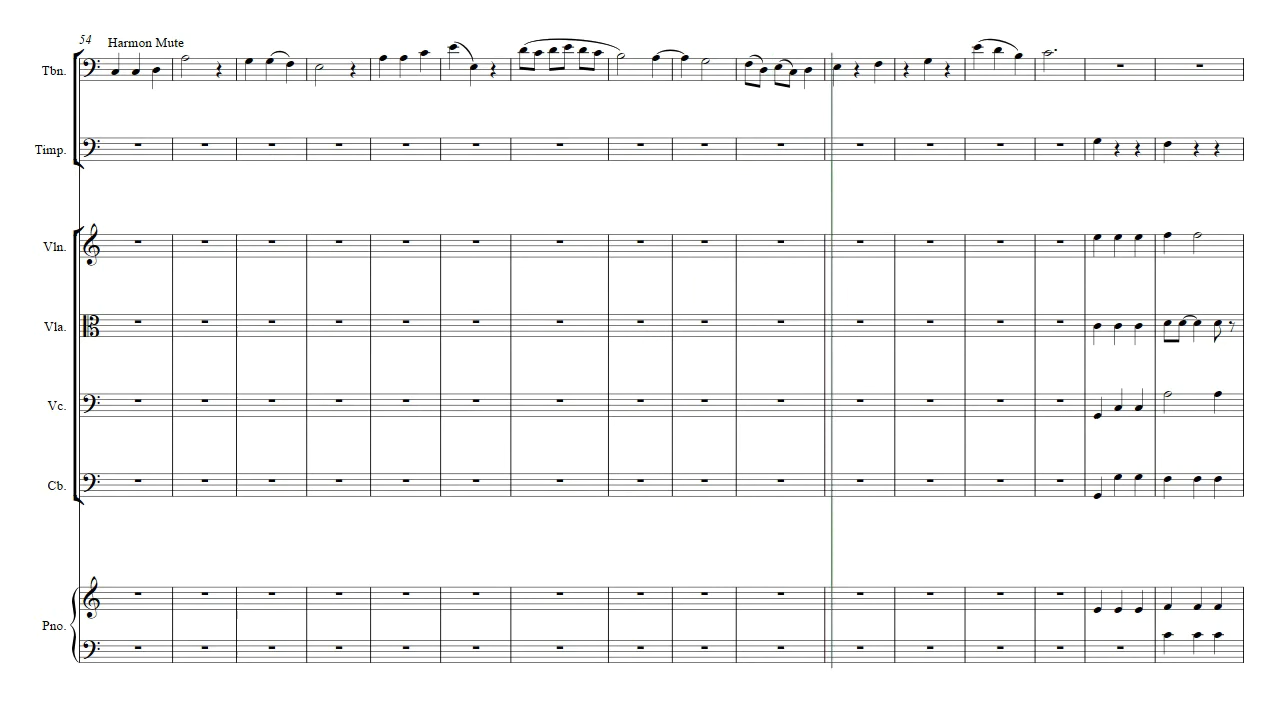 54 Harmon Mute
Tbn.
Timp.
Vln.
Vla.
Vc.
Cb.
Pno.